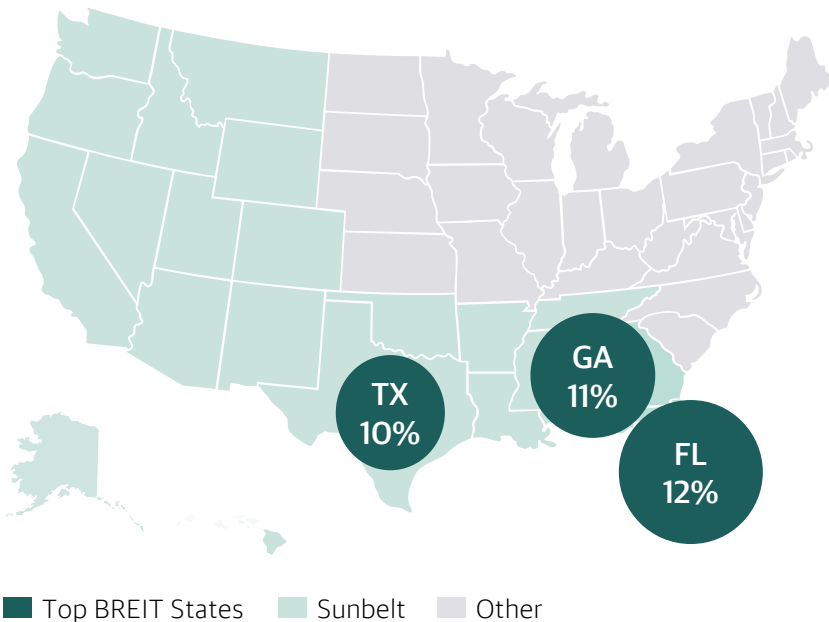 TX
10%
GA
11%
FL
12%
Top BREIT States
Sunbelt
Other